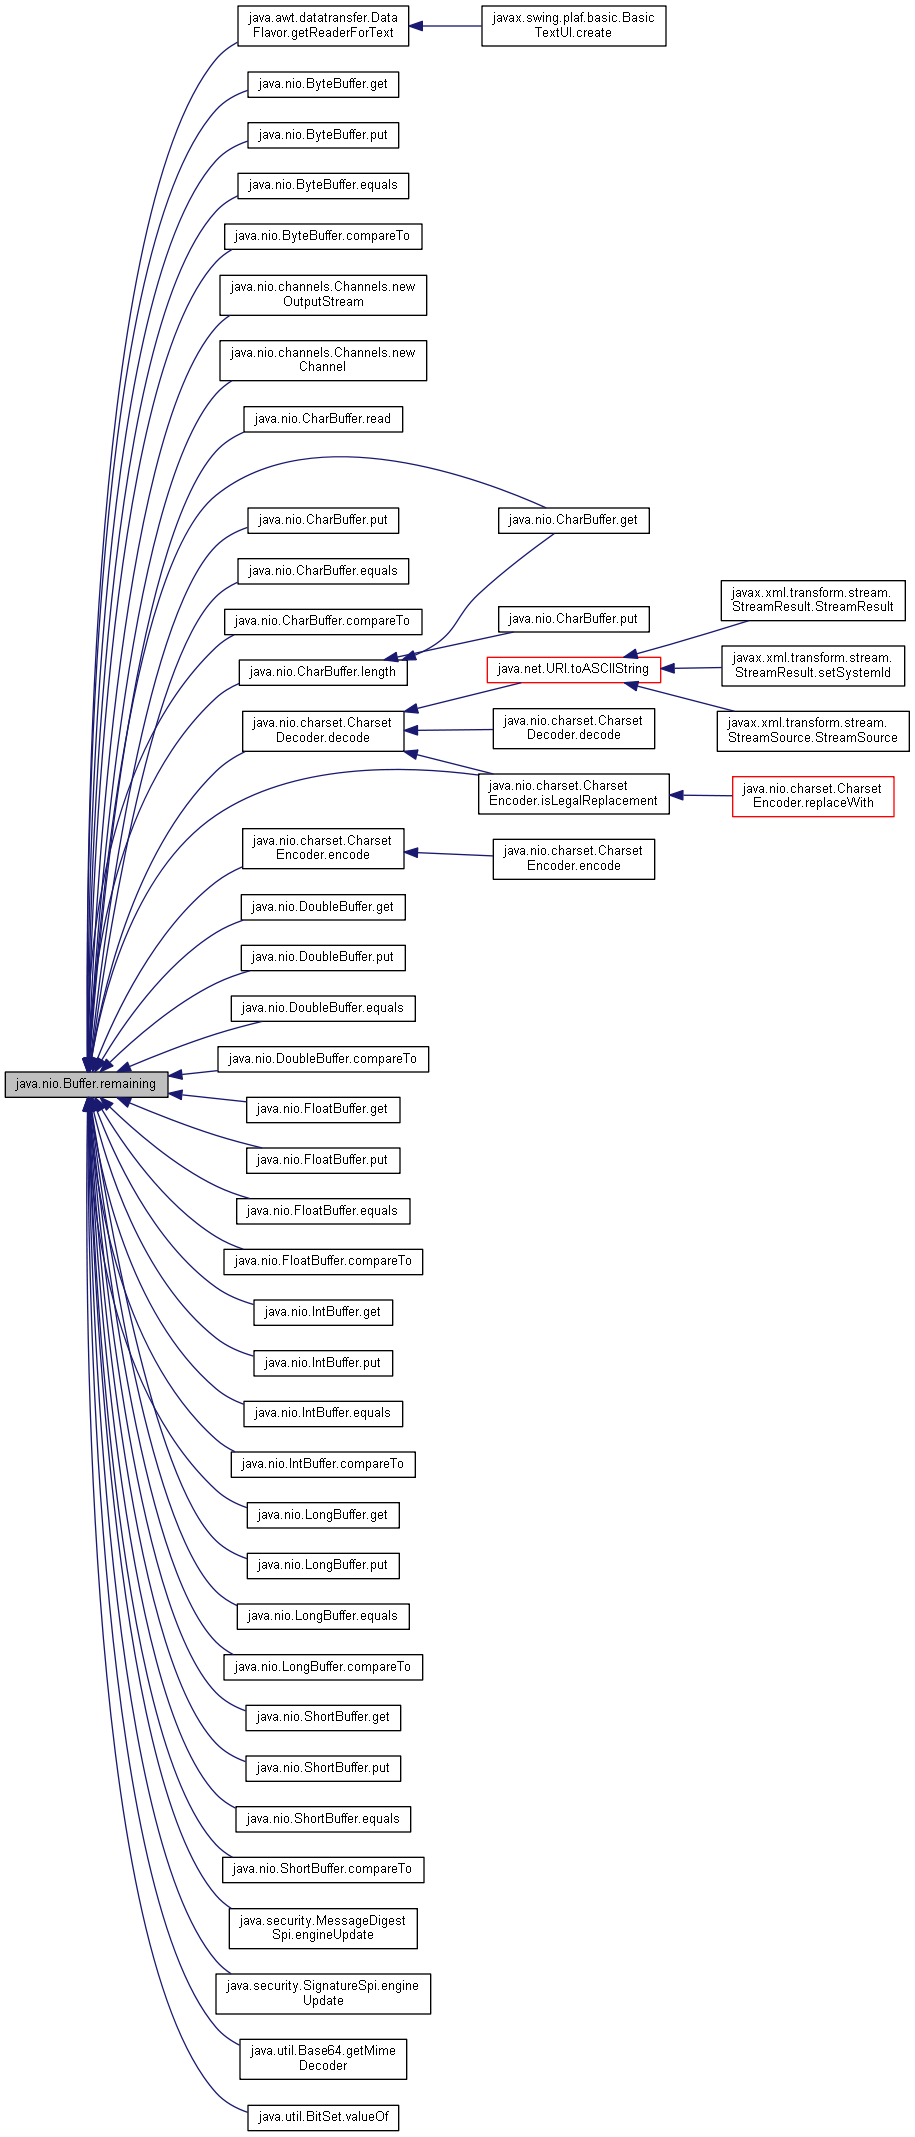 java.awt.datatransfer.Data
Flavor.getReaderForText
javax.swing.plaf.basic.Basic
TextUI.create
java.nio.ByteBuffer.get
java.nio.ByteBuffer.put
java.nio.ByteBuffer.equals
java.nio.ByteBuffer.compareTo
java.nio.channels.Channels.new
OutputStream
java.nio.channels.Channels.new
Channel
java.nio.CharBuffer.read
java.nio.CharBuffer.put
java.nio.CharBuffer.get
java.nio.CharBuffer.equals
java.nio.CharBuffer.compareTo
java.nio.CharBuffer.put
javax.xml.transform.stream.
StreamResult.StreamResult
java.nio.CharBuffer.length
java.net.URI.toASCIIString
javax.xml.transform.stream.
StreamResult.setSystemId
java.nio.charset.Charset
Decoder.decode
java.nio.charset.Charset
Decoder.decode
javax.xml.transform.stream.
StreamSource.StreamSource
java.nio.charset.Charset
Encoder.isLegalReplacement
java.nio.charset.Charset
Encoder.replaceWith
java.nio.charset.Charset
Encoder.encode
java.nio.charset.Charset
Encoder.encode
java.nio.DoubleBuffer.get
java.nio.DoubleBuffer.put
java.nio.DoubleBuffer.equals
java.nio.DoubleBuffer.compareTo
java.nio.Buffer.remaining
java.nio.FloatBuffer.get
java.nio.FloatBuffer.put
java.nio.FloatBuffer.equals
java.nio.FloatBuffer.compareTo
java.nio.IntBuffer.get
java.nio.IntBuffer.put
java.nio.IntBuffer.equals
java.nio.IntBuffer.compareTo
java.nio.LongBuffer.get
java.nio.LongBuffer.put
java.nio.LongBuffer.equals
java.nio.LongBuffer.compareTo
java.nio.ShortBuffer.get
java.nio.ShortBuffer.put
java.nio.ShortBuffer.equals
java.nio.ShortBuffer.compareTo
java.security.MessageDigest
Spi.engineUpdate
java.security.SignatureSpi.engine
Update
java.util.Base64.getMime
Decoder
java.util.BitSet.valueOf